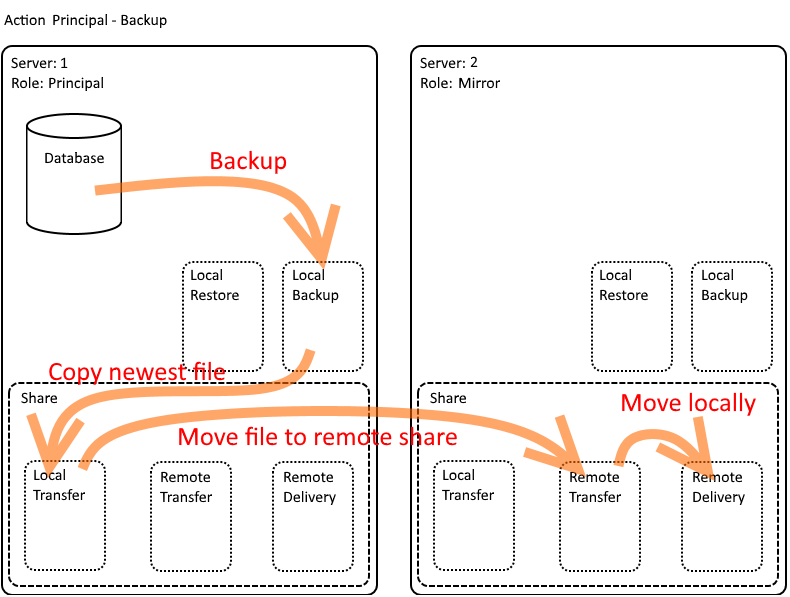 Action Principal - Backup
Server: 1
Role: Principal
Database
Backup
Local
Restore
Local
Backup
Copy newest file
Share
Move file to remote share
Local
Transfer
Remote
Transfer
Remote
Delivery
Server: 2
Role: Mirror
Local
Restore
Local
Backup
Share
Move locally
Local
Transfer
Remote
Transfer
Remote
Delivery